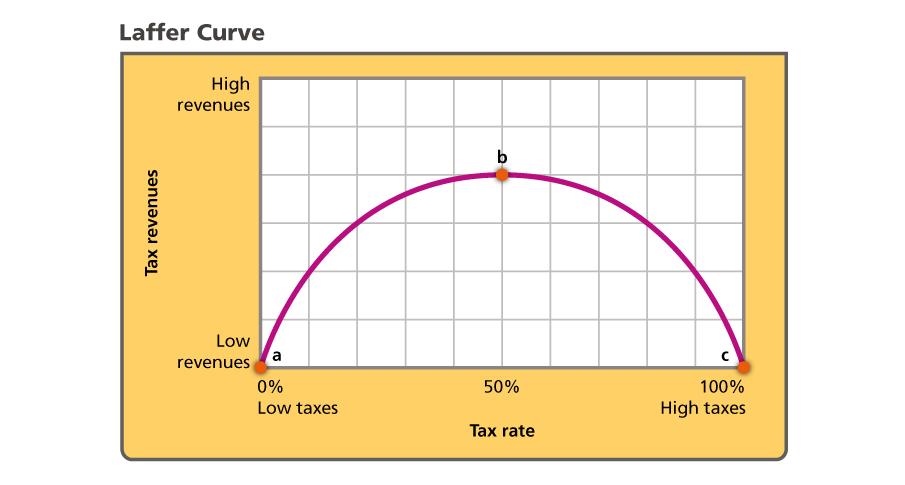 Laffer Curve
High
revenues
b
Tax revenues
Low
revenues
a
c
0%
50%
100%
Low taxes
High taxes
Tax rate